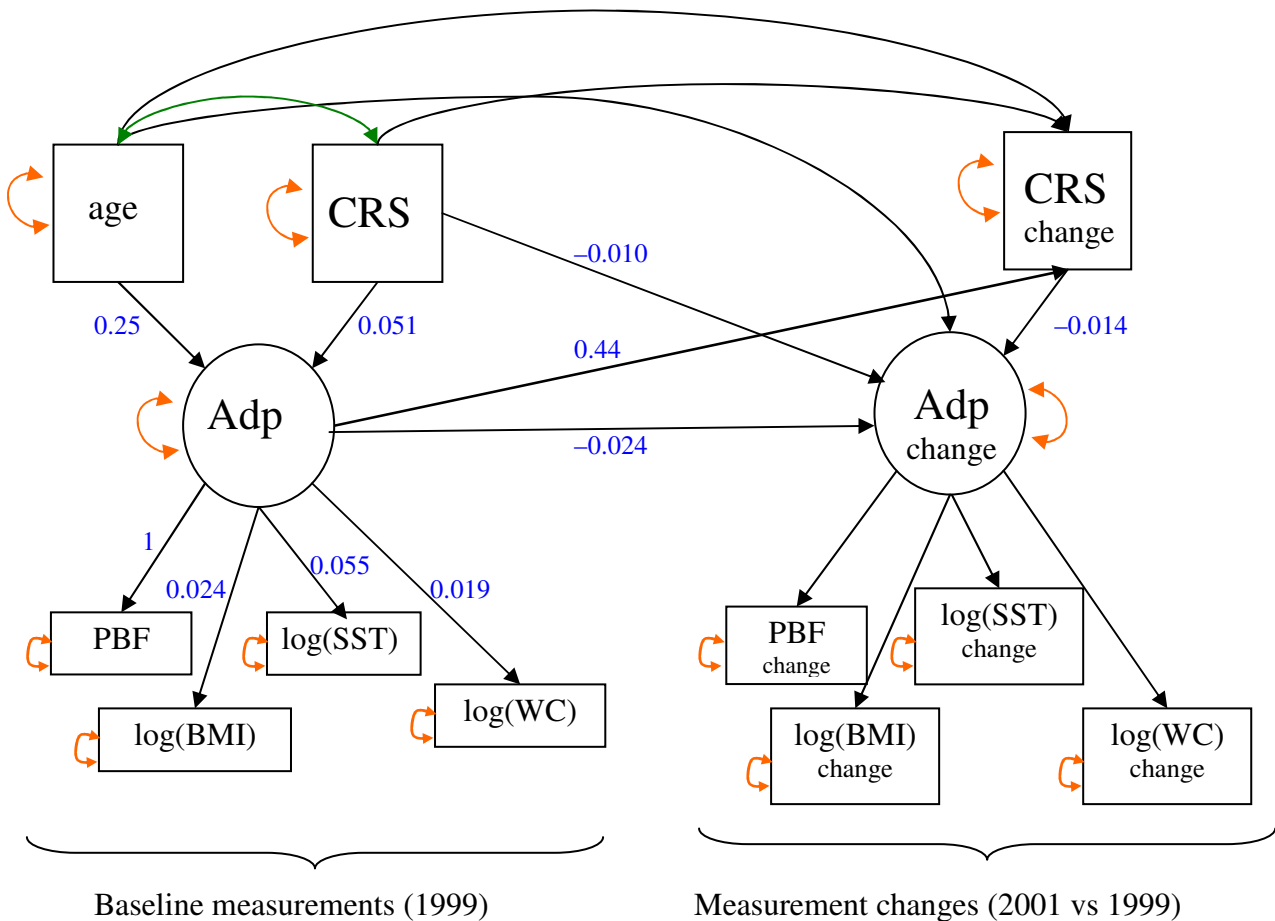 age
CRS
CRS
change
–0.010
0.25
0.051
0.44
–0.014
Adp
Adp
change
–0.024
1
0.024
0.055
0.019
PBF
log(SST)
log(BMI)
log(WC)
PBF
change
log(SST)
change
log(BMI)
change
log(WC)
change
Baseline measurements (1999)
Measurement changes (2001 vs 1999)